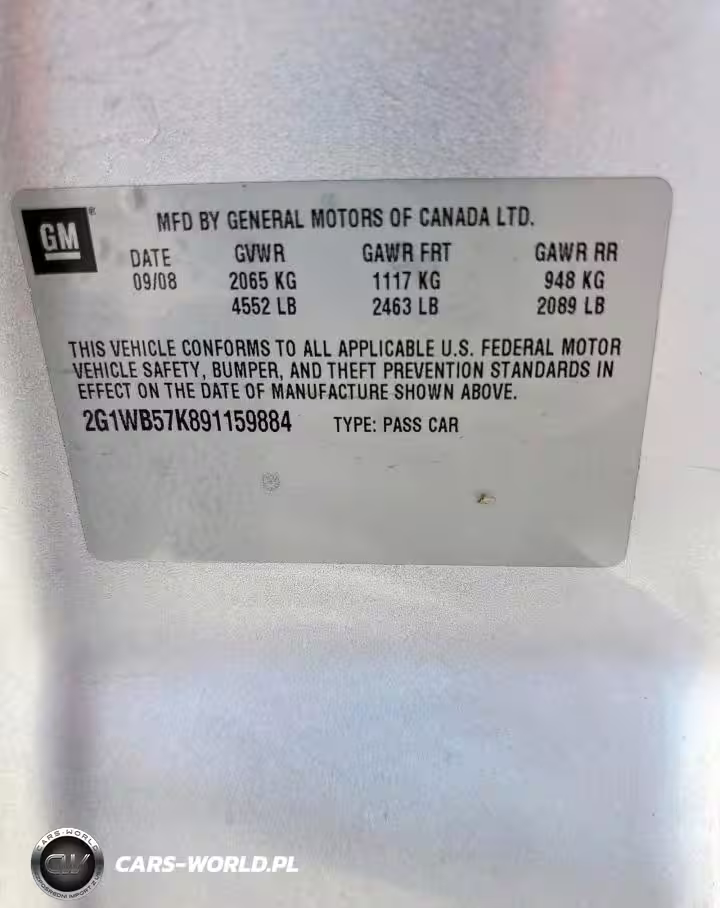 GM®
MFD BY GENERAL MOTORS OF CANADA LTD.
DATE GVWR GAWR FRT GAWR RR
09/08 2065 KG 1117 KG 948 KG
4552 LB 2463 LB 2089 LB
THIS VEHICLE CONFORMS TO ALL APPLICABLE U.S. FEDERAL MOTOR
VEHICLE SAFETY, BUMPER, AND THEFT PREVENTION STANDARDS IN
EFFECT ON THE DATE OF MANUFACTURE SHOWN ABOVE.
2G1WB57K891159884 TYPE: PASS CAR
CARS-WORLD
CW
CARS-WORLD.PL